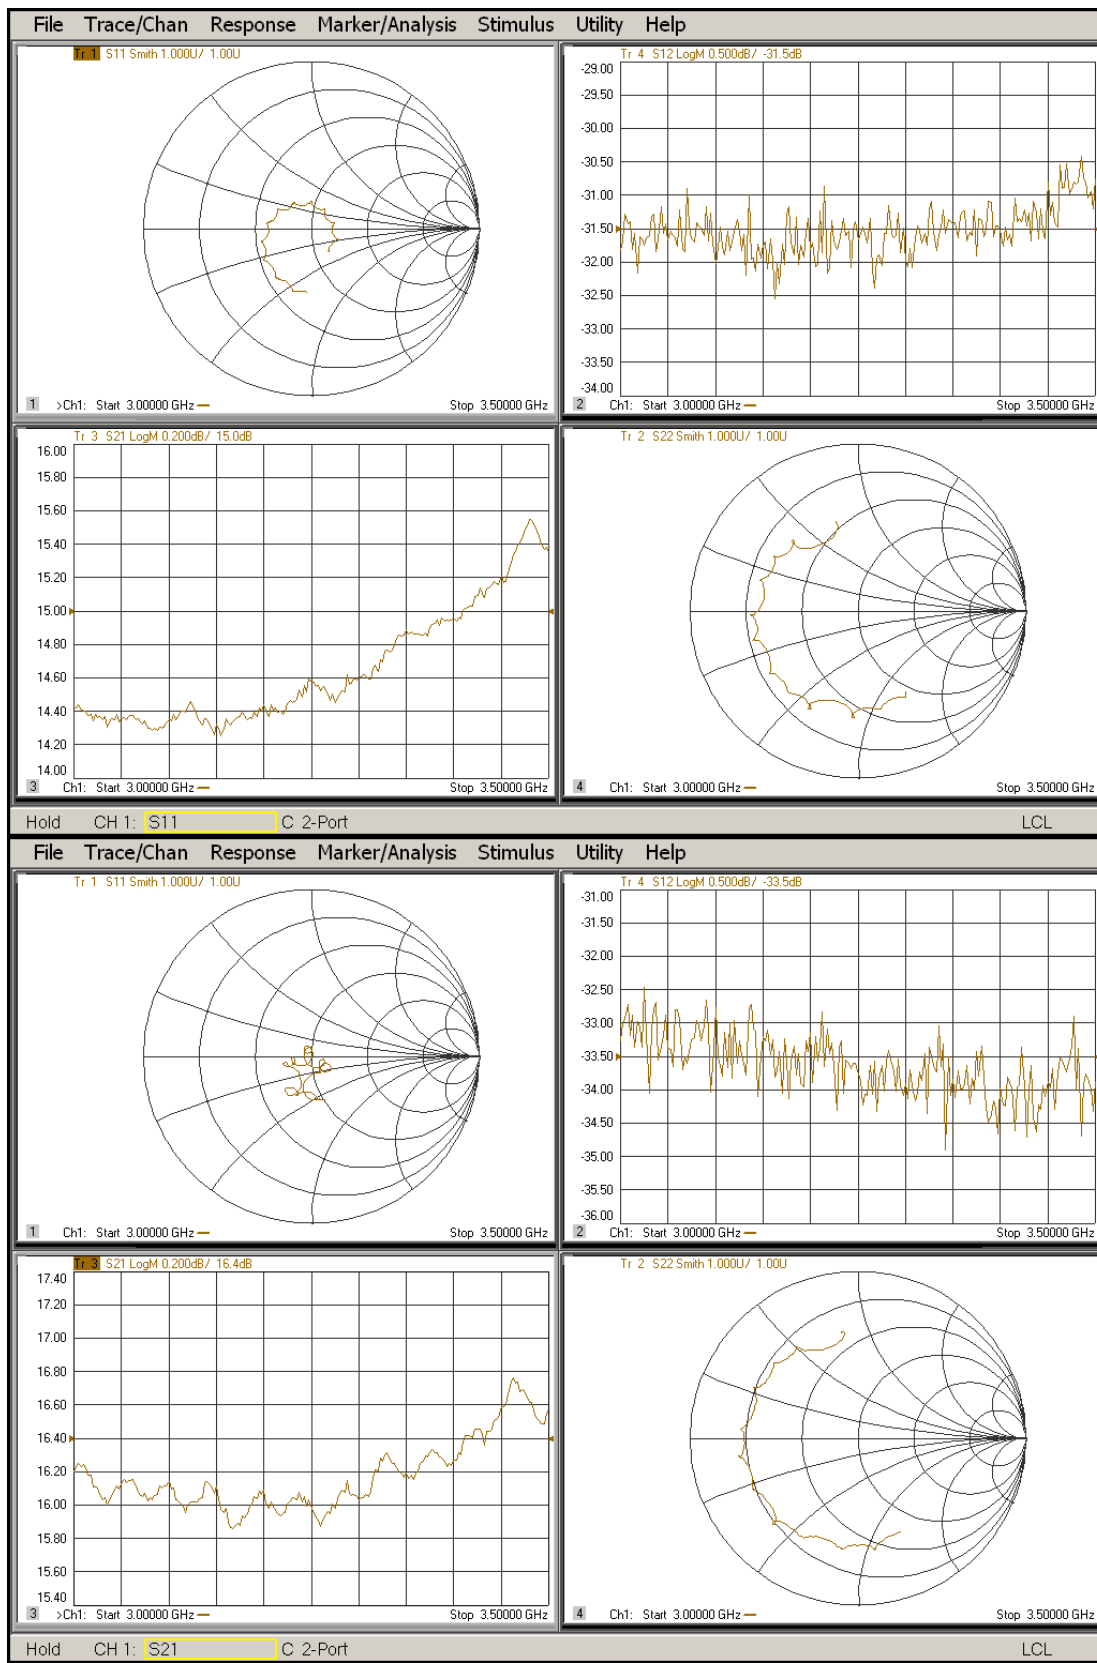 File Trace/Chan Response Marker/Analysis Stimulus Utility Help
Tr 1 S11 Smith 1.000U/ 1.00U
1 >Ch1: Start 3.00000 GHz Stop 3.50000 GHz
Tr 4 S12 LogM 0.500dB/ -31.5dB
-29.00
-29.50
-30.00
-30.50
-31.00
-31.50
-32.00
-32.50
-33.00
-33.50
-34.00
2 Ch1: Start 3.00000 GHz Stop 3.50000 GHz
Tr 3 S21 LogM 0.200dB/ 15.0dB
16.00
15.80
15.60
15.40
15.20
15.00
14.80
14.60
14.40
14.20
14.00
3 Ch1: Start 3.00000 GHz Stop 3.50000 GHz
Tr 2 S22 Smith 1.000U/ 1.00U
4 Ch1: Start 3.00000 GHz Stop 3.50000 GHz
Hold CH 1: S11 C 2-Port LCL
File Trace/Chan Response Marker/Analysis Stimulus Utility Help
Tr 1 S11 Smith 1.000U/ 1.00U
1 Ch1: Start 3.00000 GHz Stop 3.50000 GHz
Tr 4 S12 LogM 0.500dB/ -33.5dB
-31.00
-31.50
-32.00
-32.50
-33.00
-33.50
-34.00
-34.50
-35.00
-35.50
-36.00
2 Ch1: Start 3.00000 GHz Stop 3.50000 GHz
Tr 3 S21 LogM 0.200dB/ 16.4dB
17.40
17.20
17.00
16.80
16.60
16.40
16.20
16.00
15.80
15.60
15.40
3 >Ch1: Start 3.00000 GHz Stop 3.50000 GHz
Tr 2 S22 Smith 1.000U/ 1.00U
4 Ch1: Start 3.00000 GHz Stop 3.50000 GHz
Hold CH 1: S21 C 2-Port LCL